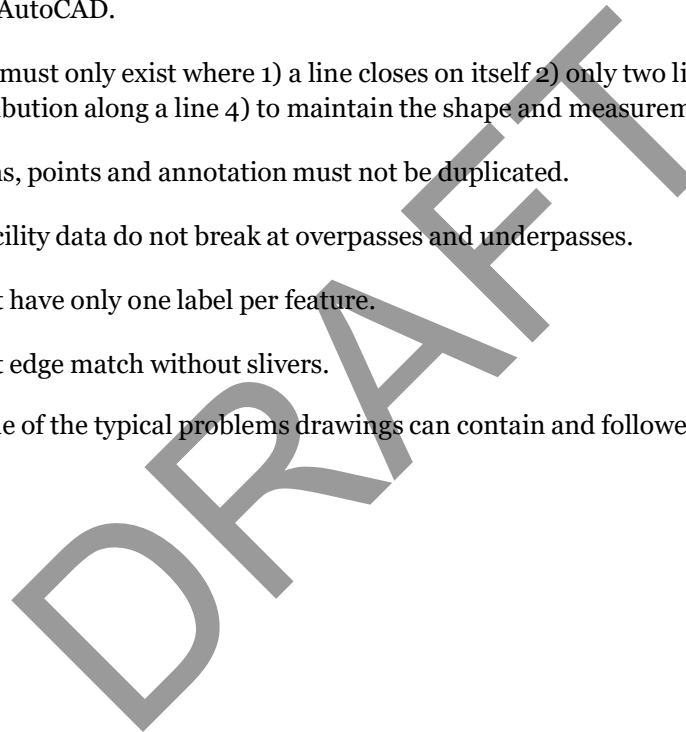 AutoCAD.
must only exist where 1) a line closes on itself 2) only two
bution along a line 4) to maintain the shape and
points and annotation must not be duplicated.
cility data do not break at overpasses and underpasses.
have only one label per feature.
edge match without slivers.
of the typical problems drawings can contain and
DRAFT